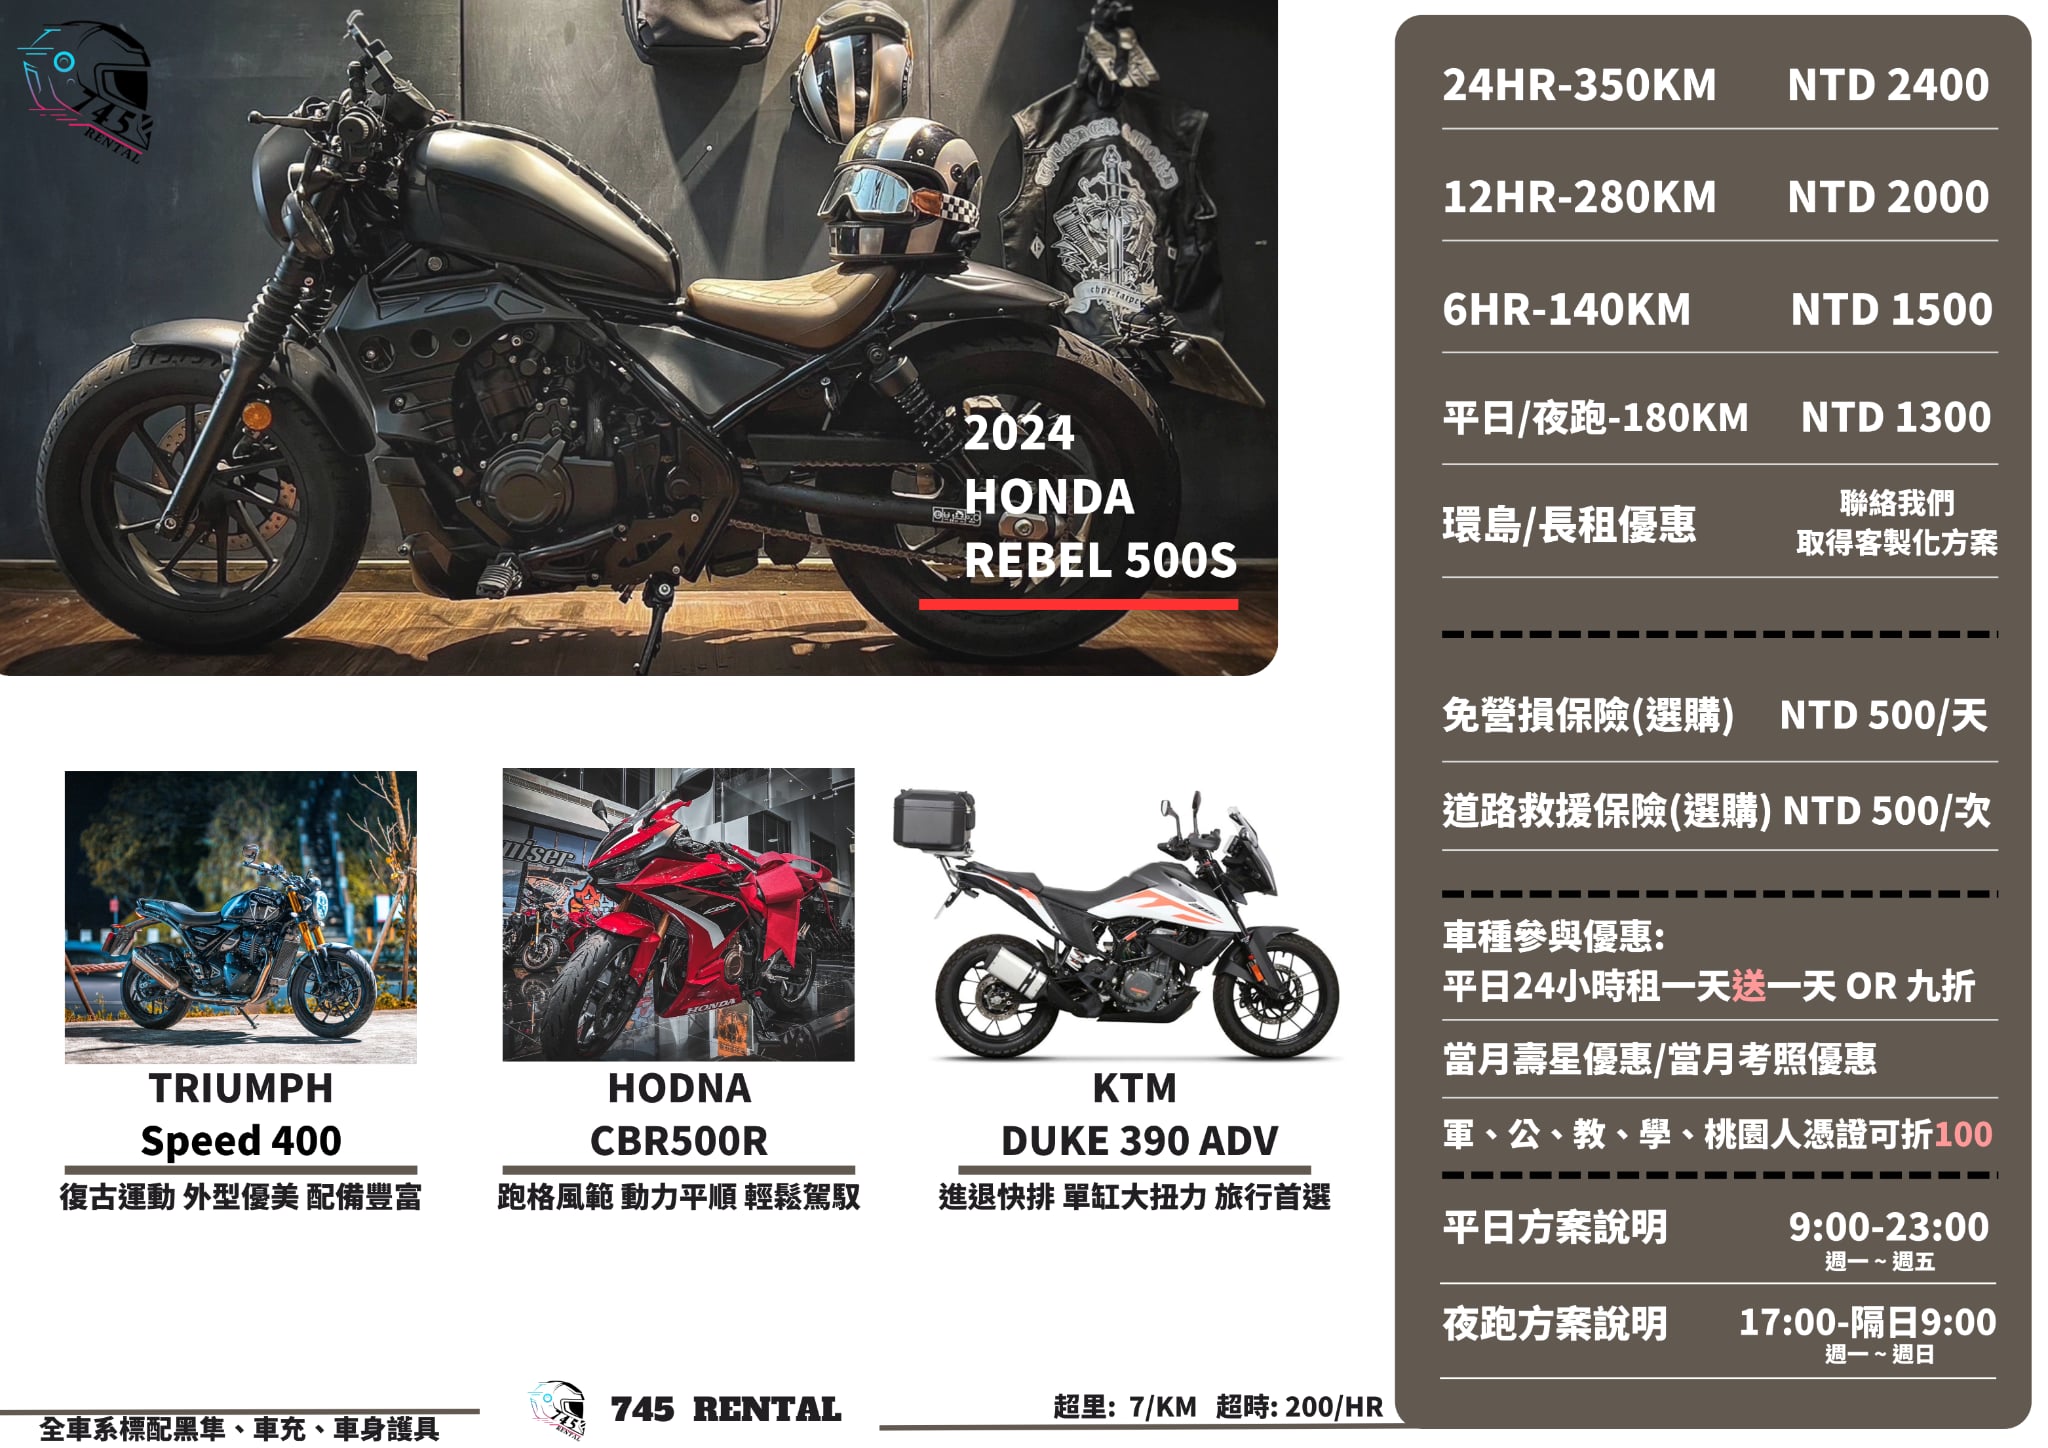 745
RENTAL
2024
HONDA
REBEL 500S
TRIUMPH
Speed 400
復古運動 外型優美 配備豐富
HONDA
HODNA
CBR500R
跑格風範 動力平順 輕鬆駕馭
KTM
DUKE 390 ADV
進退快排 單缸大扭力 旅行首選
24HR-350KM NTD 2400
12HR-280KM NTD 2000
6HR-140KM NTD 1500
平日/夜跑-180KM NTD 1300
環島/長租優惠
聯絡我們
取得客製化方案
免營損保險(選購) NTD 500/天
道路救援保險(選購) NTD 500/次
車種參與優惠:
平日24小時租一天送一天 OR 九折
當月壽星優惠/當月考照優惠
軍、公、教、學、桃園人憑證可折100
平日方案說明 9:00-23:00
週一 ~ 週五
夜跑方案說明 17:00-隔日9:00
週一 ~ 週日
全車系標配黑隼、車充、車身護具
745
RENTAL
745 RENTAL
超里: 7/KM 超時: 200/HR